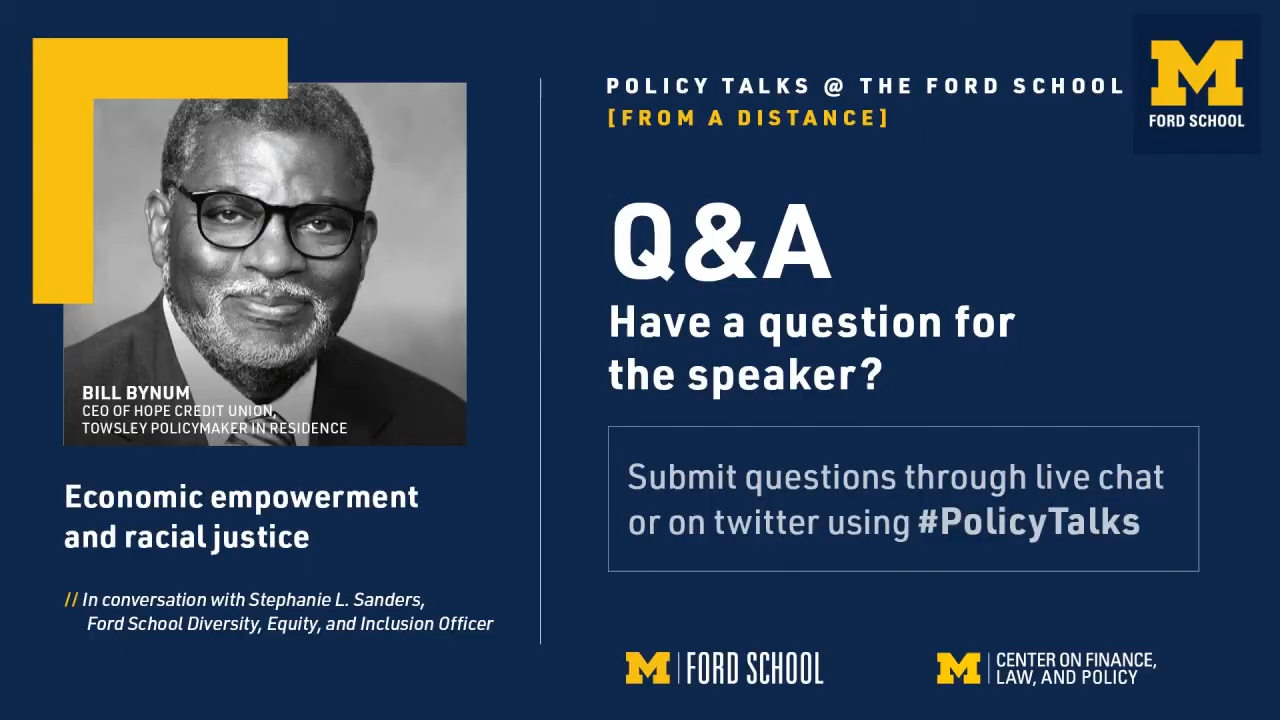 BILL BYNUM
CEO OF HOPE CREDIT UNION,
TOWSLEY POLICYMAKER IN RESIDENCE
Economic empowerment
and racial justice
// In conversation with Stephanie L. Sanders,
Ford School Diversity, Equity, and Inclusion Officer
POLICY TALKS @ THE FORD SCHOOL
[FROM A DISTANCE]
M
FORD SCHOOL
Q&A
Have a question for
the speaker?
Submit questions through live chat
or on twitter using #PolicyTalks
M | FORD SCHOOL
M | CENTER ON FINANCE,
LAW, AND POLICY